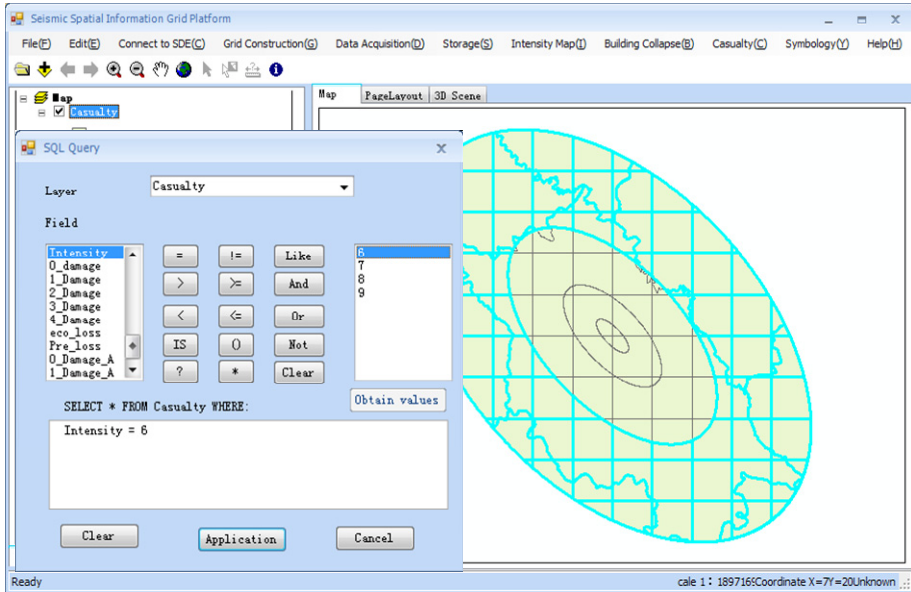 Seismic Spatial Information Grid Platform
File(F) Edit(E) Connect to SDE(C) Grid Construction(G) Data Acquisition(D) Storage(S) Intensity Map(I) Building Collapse(B) Casualty(C) Symbology(Y) Help(H)
Map
Casualty
Map PageLayout 3D Scene
SQL Query
Layer Casualty
Field
Intensity
0_damage
1_Damage
2_Damage
3_Damage
4_Damage
eco_loss
Pre_loss
0_Damage_A
1_Damage_A
= != Like
> >= And
< <= Or
IS () Not
? * Clear
6
7
8
9
Obtain values
SELECT * FROM Casualty WHERE:
Intensity = 6
Clear Application Cancel
Ready cale 1: 189716 Coordinate X=7Y=20Unknown